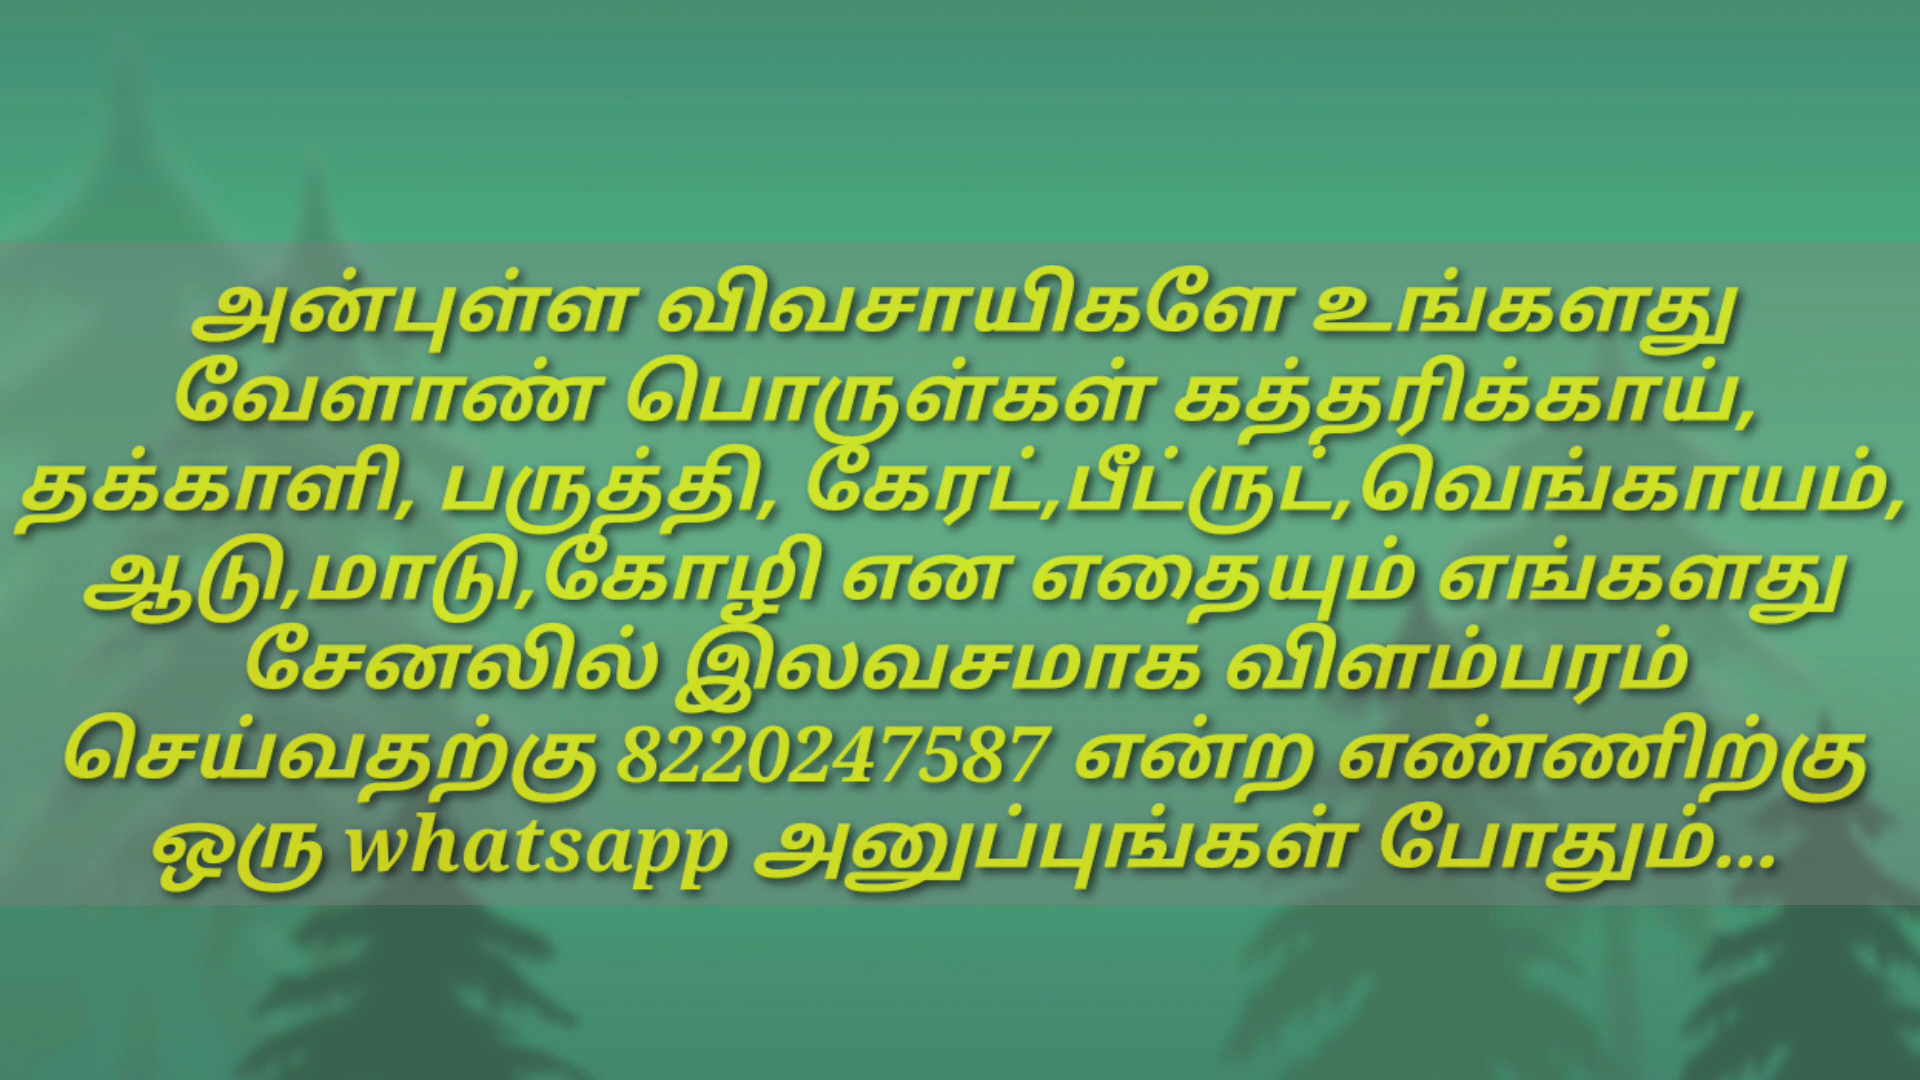 அன்புள்ள விவசாயிகளே உங்களது
வேளாண் பொருள்கள் கத்தரிக்காய்,
தக்காளி, பருத்தி, கேரட்,பீட்ருட்,வெங்காயம்,
ஆடு,மாடு,கோழி என எதையும் எங்களது
சேனலில் இலவசமாக விளம்பரம்
செய்வதற்கு 8220247587 என்ற எண்ணிற்கு
ஒரு whatsapp அனுப்புங்கள் போதும்...